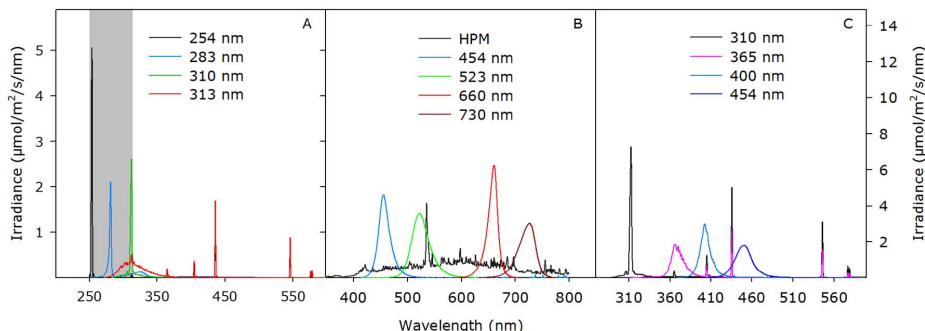 Irradiance (µmol/m²/s/nm)
5
4
3
2
1
A
254 nm
283 nm
310 nm
313 nm
250
350
450
550
B
HPM
454 nm
523 nm
660 nm
730 nm
400
500
600
700
800
C
310 nm
365 nm
400 nm
454 nm
310
360
410
460
510
560
14
12
10
8
6
4
2
Irradiance (µmol/m²/s/nm)
Wavelength (nm)